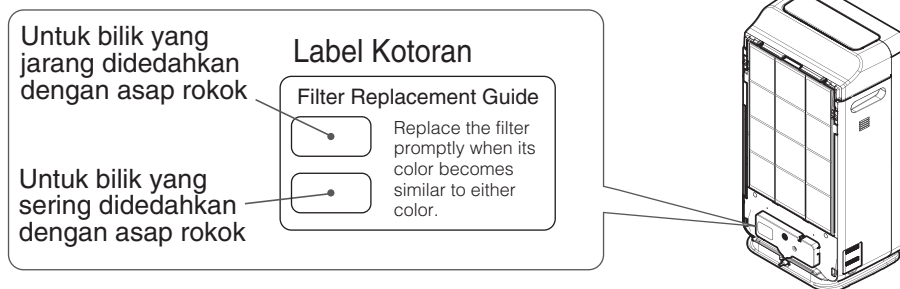 Untuk bilik yang
jarang didedahkan
dengan asap rokok
Label Kotoran
Filter Replacement Guide
Replace the filter
promptly when its
color becomes
similar to either
color.
Untuk bilik yang
sering didedahkan
dengan asap rokok